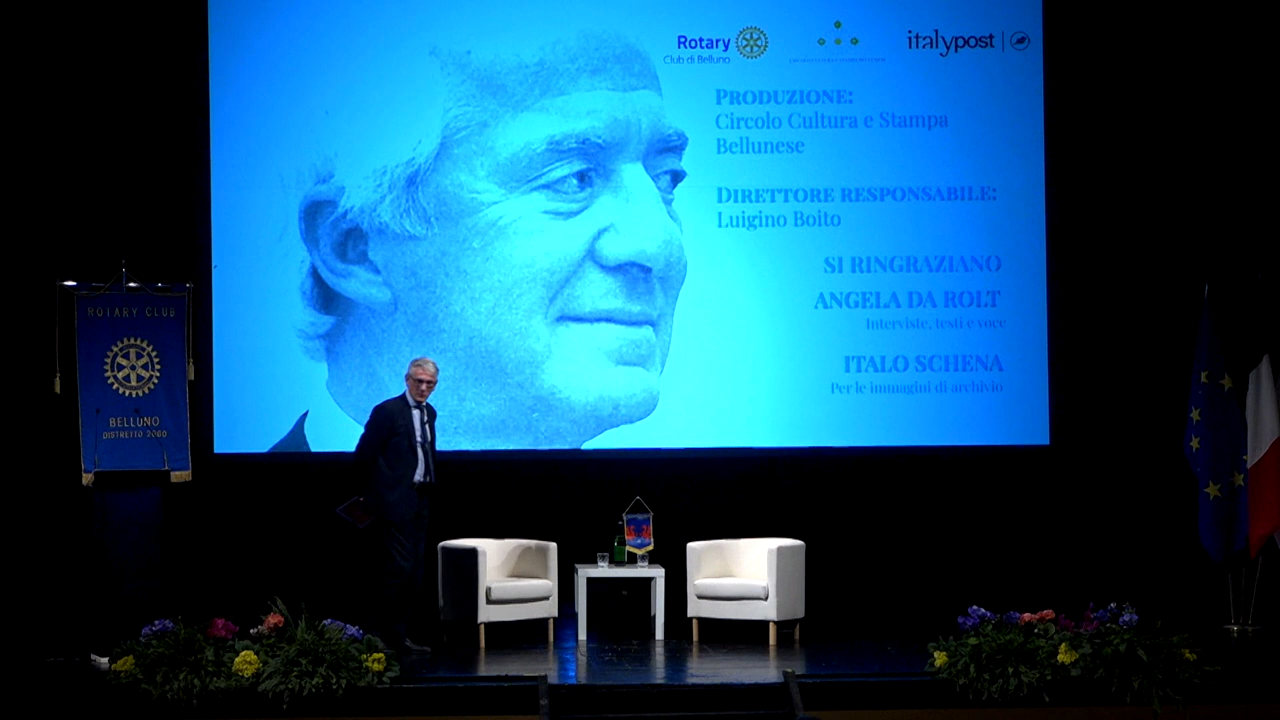 Rotary
Club di Belluno
italypost
PRODUZIONE:
Circolo Cultura e Stampa
Bellunese
DIRETTORE RESPONSABILE:
Luigino Boito
SI RINGRAZIANO
ANGELA DA ROLT
Interviste, testi e voce
ITALO SCHENA
Per le immagini di archivio
ROTARY CLUB
BELLUNO
DISTRETTO 2060